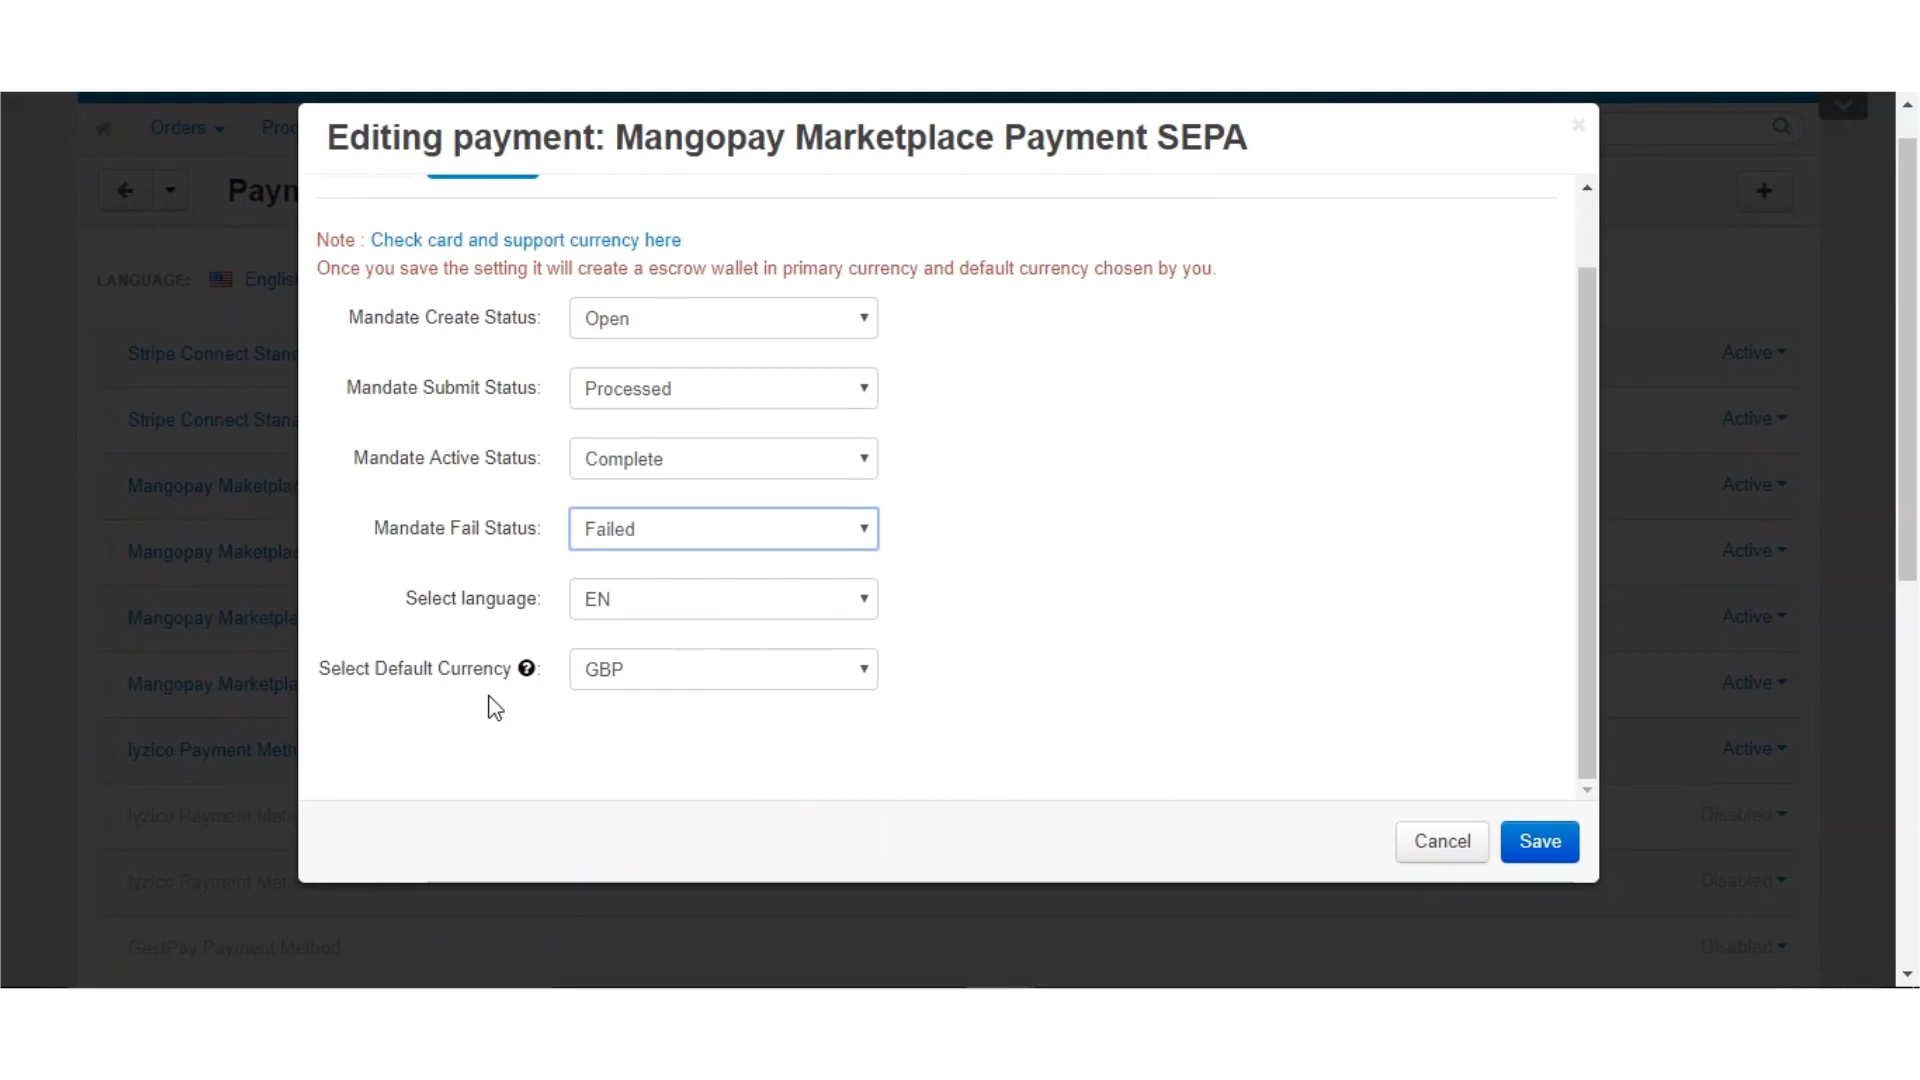 Editing payment: Mangopay Marketplace Payment SEPA
Orders
LANGUAGE:
Note : Check card and support currency here
Once you save the setting it will create a escrow wallet in primary currency and default currency chosen by you.
Mandate Create Status: Open
Stripe Connect Active
Mandate Submit Status: Processed
Stripe Connect Active
Mandate Active Status: Complete
Mangopay Active
Mandate Fail Status: Failed
Mangopay Active
Select language: EN
Mangopay Active
Select Default Currency ?: GBP
Mangopay Active
Iyzico Payment Active
Iyzico Payment Disabled
Cancel Save
Iyzico Payment Disabled
GestPay Payment Method Disabled